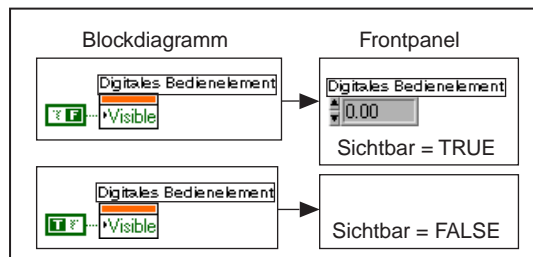 Blockdiagramm
Frontpanel
Digitales Bedienelement
F
Visible
Digitales Bedienelement
0.00
Sichtbar = TRUE
Digitales Bedienelement
T
Visible
Sichtbar = FALSE